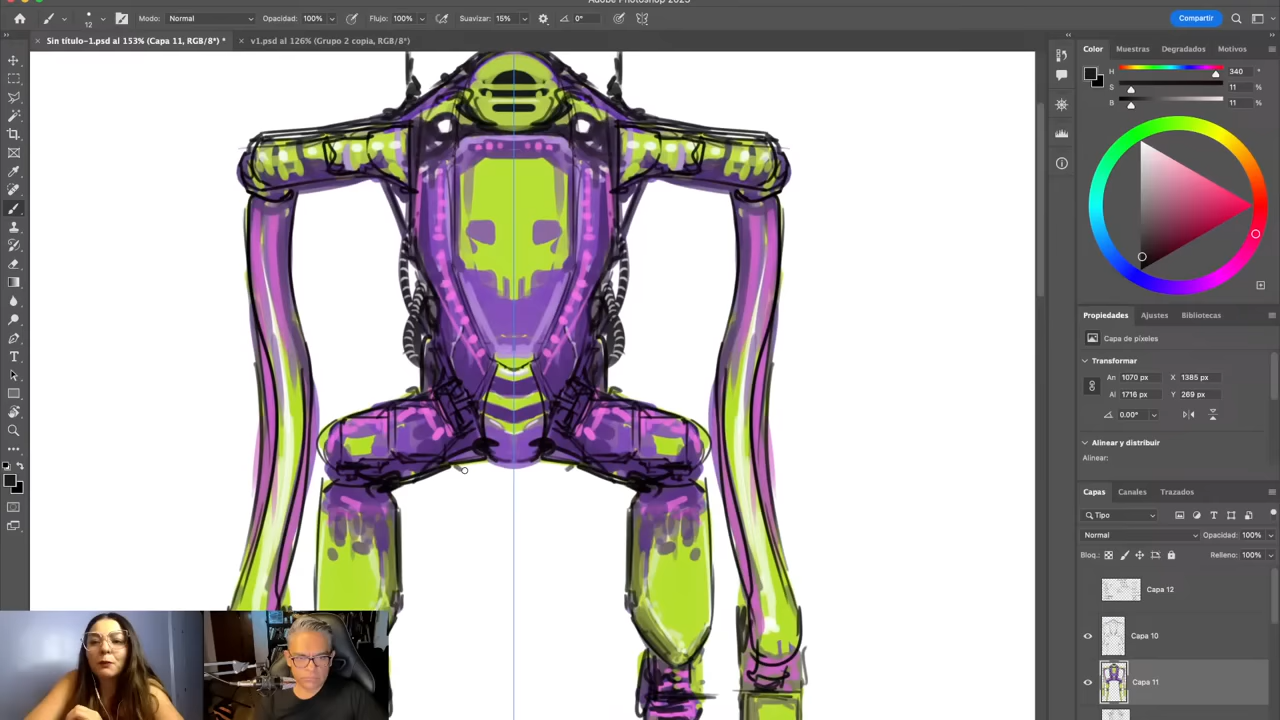 Adobe Photoshop 2023
12 Modo: Normal Opacidad: 100% Flujo: 100% Suavizar: 15% 0° Compartir
× Sin título-1.psd al 153% (Capa 11, RGB/8*) * × v1.psd al 126% (Grupo 2 copia, RGB/8*)
Color Muestras Degradados Motivos
H 340 °
S 11 %
B 11 %
Propiedades Ajustes Bibliotecas
Capa de píxeles
Transformar
An 1070 px X 1385 px
Al 1716 px Y 269 px
0.00°
Alinear y distribuir
Alinear:
Capas Canales Trazados
Tipo
Normal Opacidad: 100%
Bloq.: Relleno: 100%
Capa 12
Capa 10
Capa 11